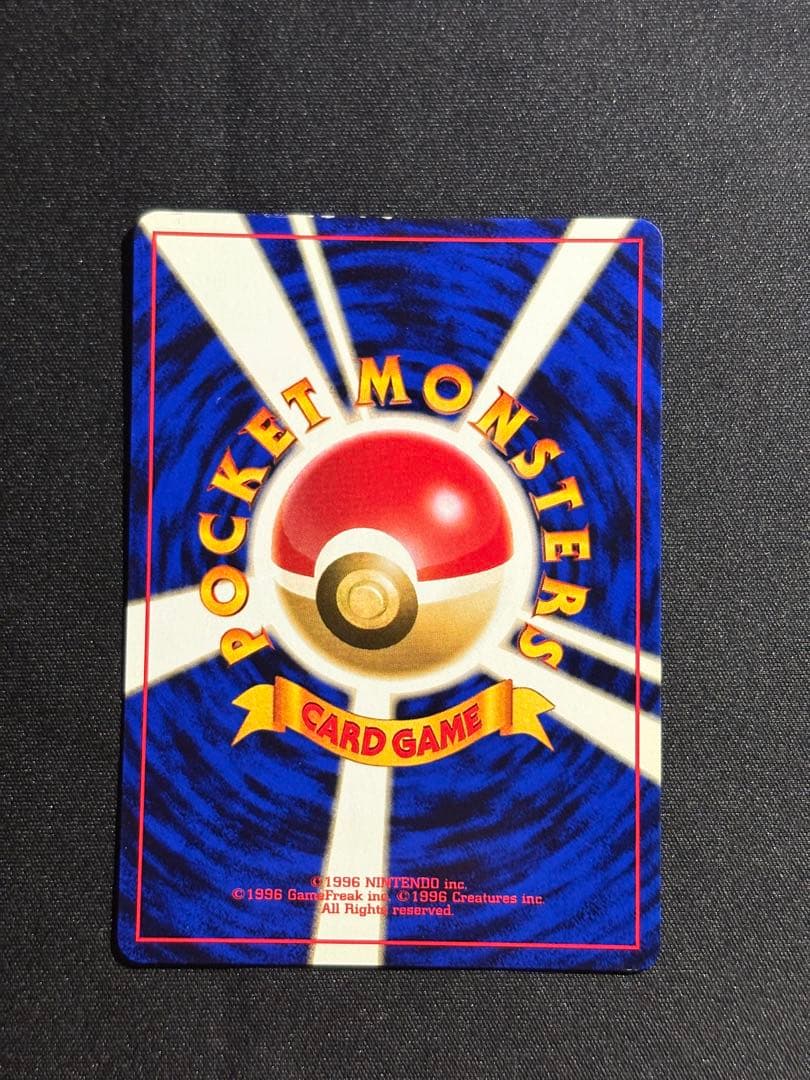 POCKET MONSTERS
CARD GAME
©1996 NINTENDO inc.
©1996 GameFreak inc. ©1996 Creatures inc.
All Rights reserved.